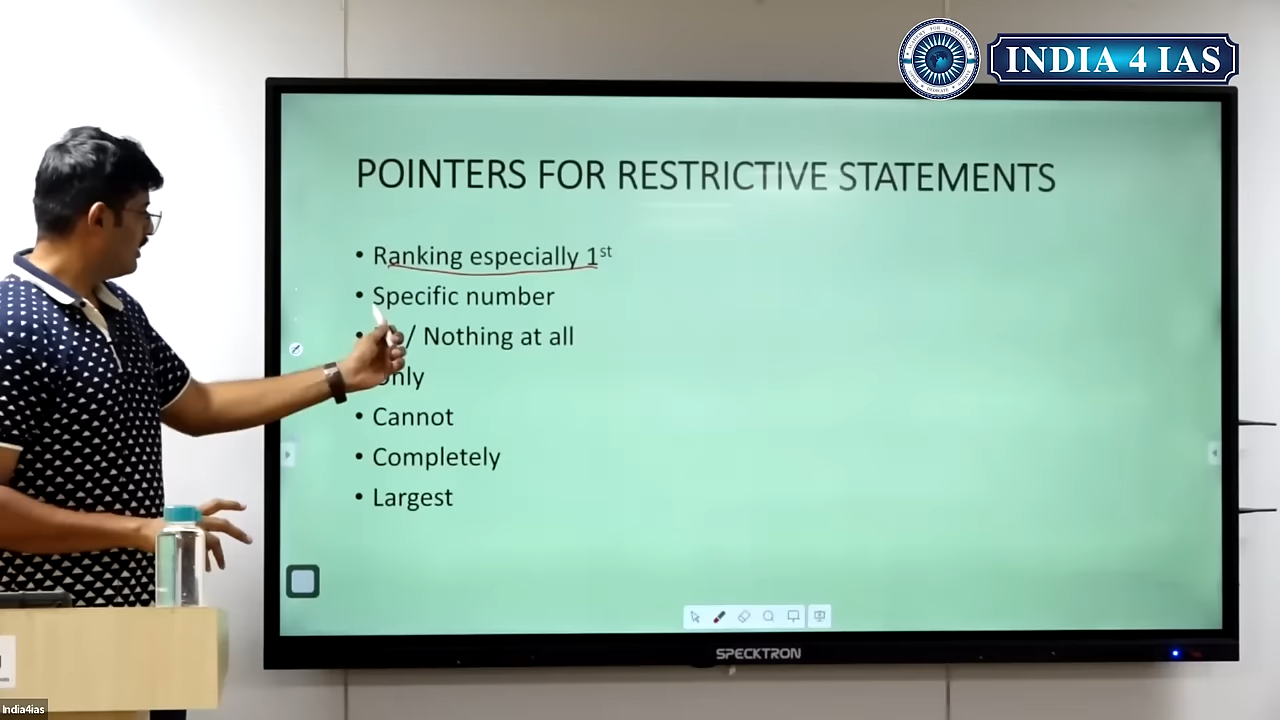 INDIA 4 IAS
POINTERS FOR RESTRICTIVE STATEMENTS
• Ranking especially 1st
• Specific number
• / Nothing at all
• Only
• Cannot
• Completely
• Largest
SPECKTRON
India4ias